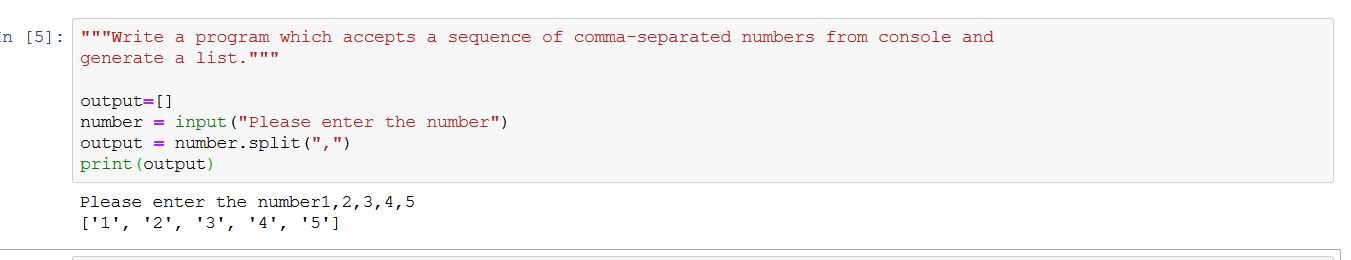 n [5]: """Write a program which accepts a sequence of comma-separated numbers from console and
generate a list."""
output=[]
number = input("Please enter the number")
output = number.split(",")
print(output)
Please enter the number1,2,3,4,5
['1', '2', '3', '4', '5']